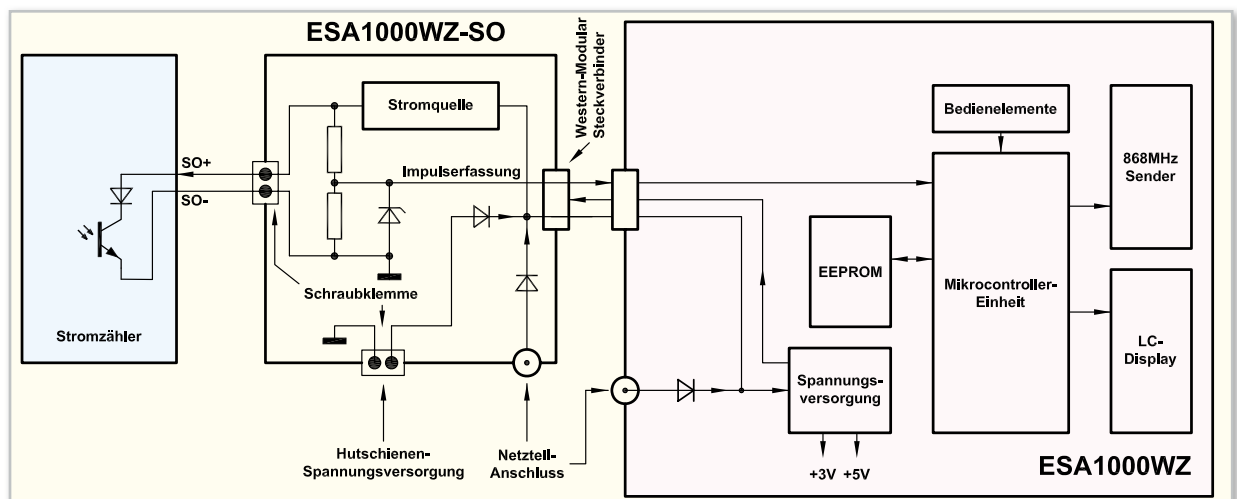 ESA1000WZ-SO
Western-Modular
Steckverbinder
Stromquelle
Bedienelemente
868MHz
Sender
SO+
SO-
Impulserfassung
EEPROM
Mikrocontroller-
Einheit
Schraubklemme
Stromzähler
LC-
Display
Spannungs-
versorgung
Hutschienen-
Spannungsversorgung
Netzteil-
Anschluss
+3V
+5V
ESA1000WZ